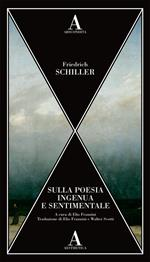 A
ABSCONDITA
Friedrich
SCHILLER
SULLA POESIA
INGENUA
E SENTIMENTALE
A cura di Elio Franzini
Traduzione di Elio Franzini e Walter Scotti
A
AESTHETICA